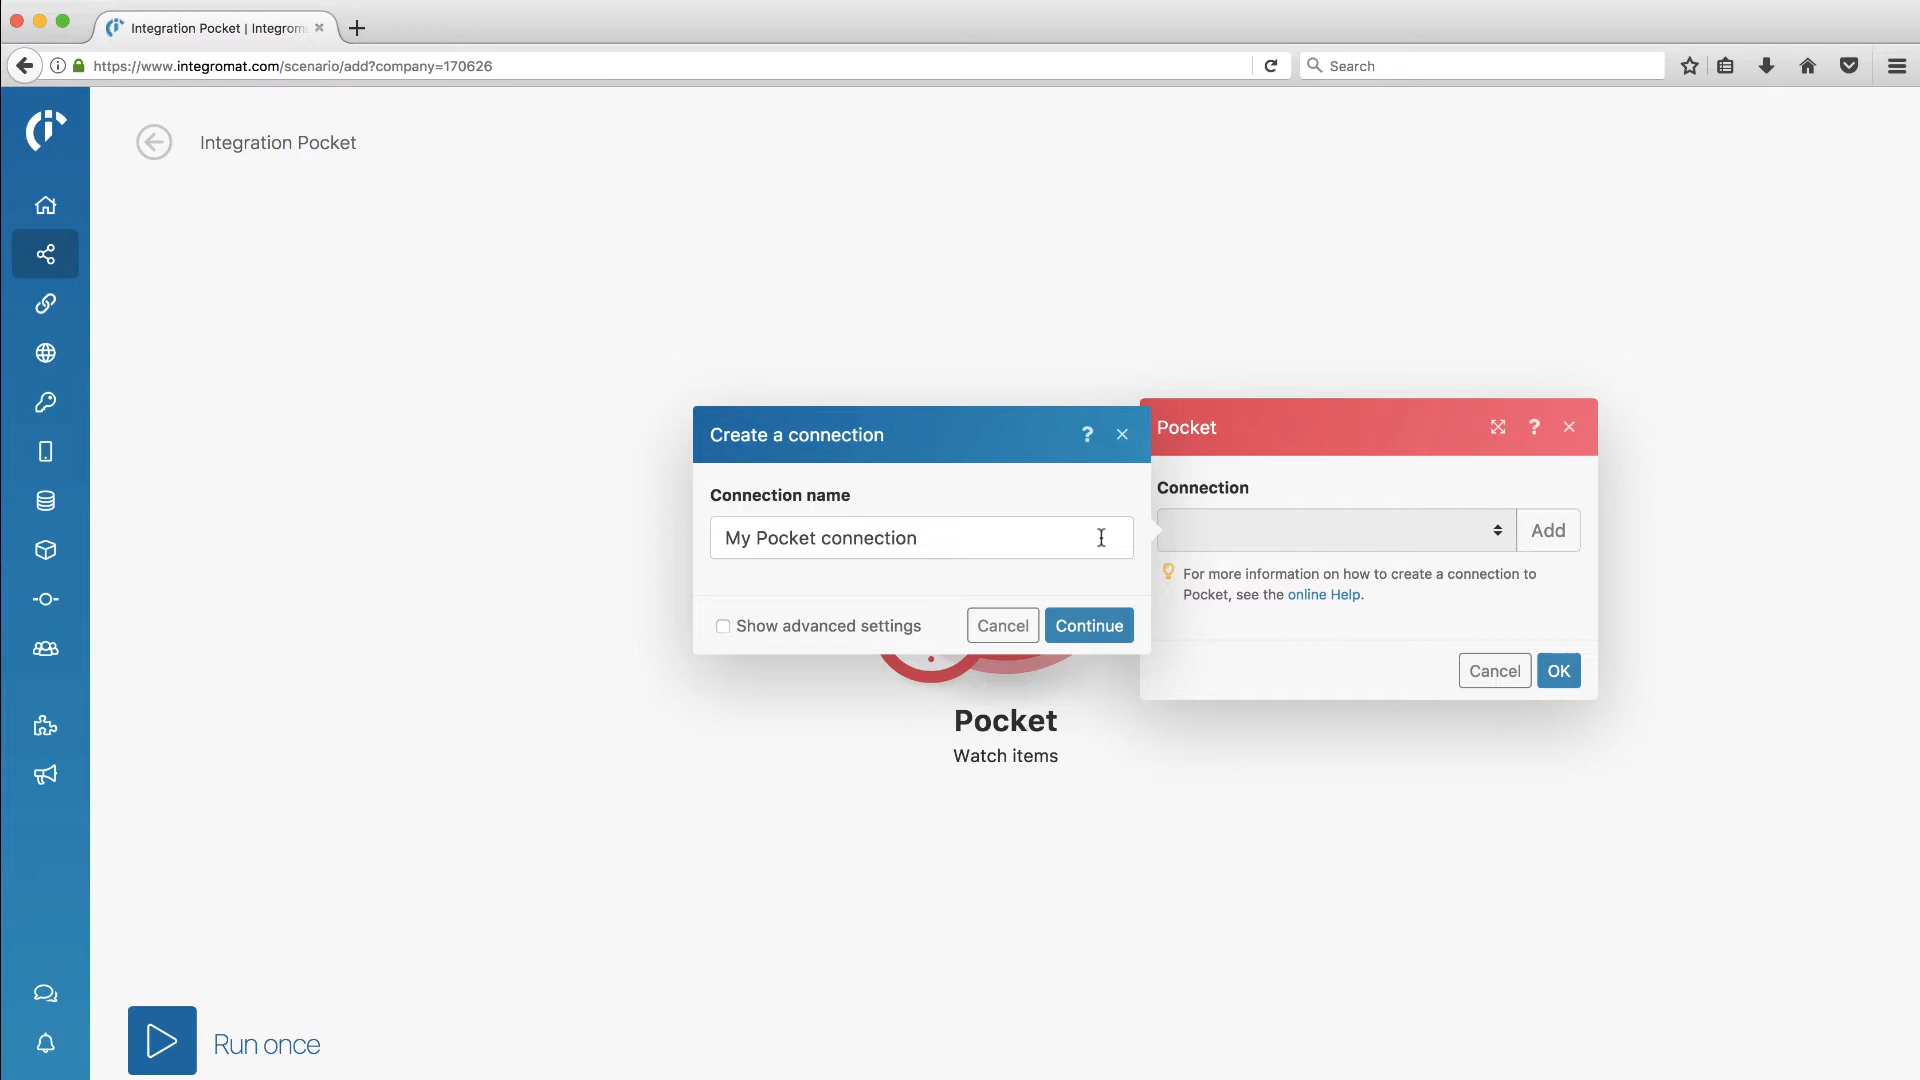 Integration Pocket | Integrom
https://www.integromat.com/scenario/add?company=170626
Search
Integration Pocket
Create a connection
?
Connection name
My Pocket connection
Show advanced settings
Cancel
Continue
Pocket
?
Connection
Add
For more information on how to create a connection to
Pocket, see the online Help.
Cancel
OK
Pocket
Watch items
Run once